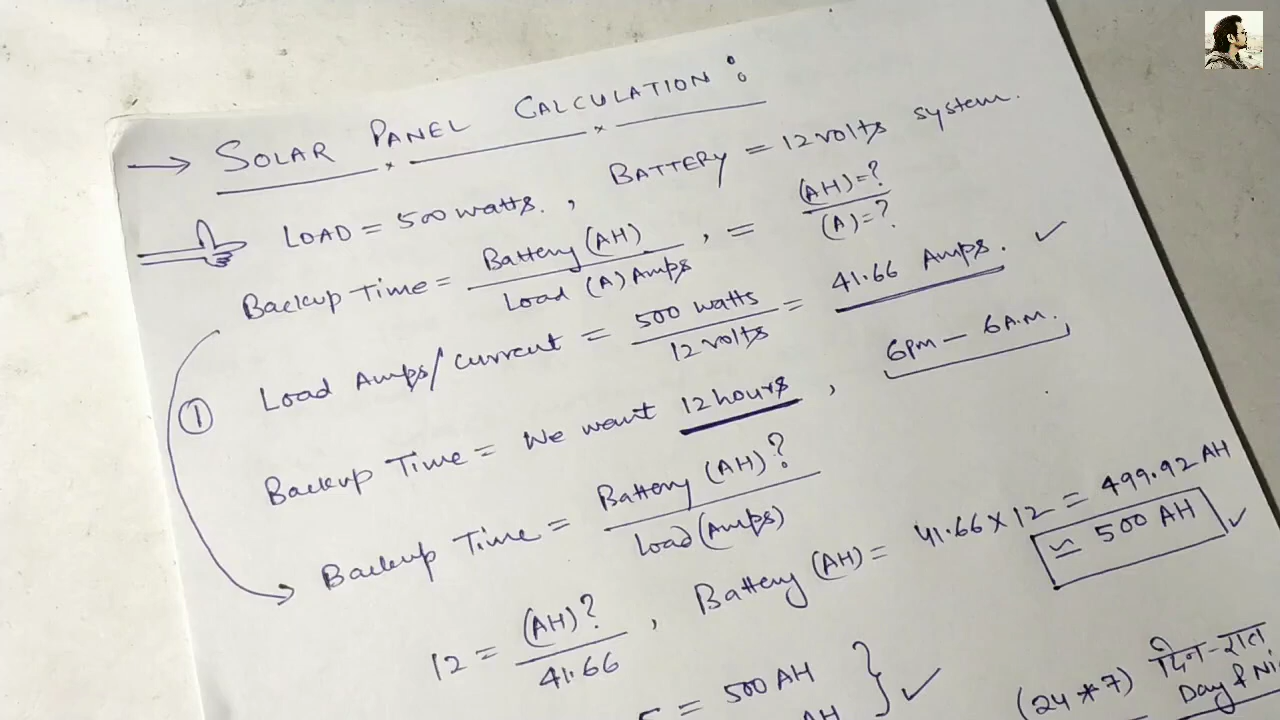 → SOLAR PANEL CALCULATION :
LOAD = 500 watts. , BATTERY = 12 volts system.
Backup Time = Battery (AH) / Load (A) Amps , = (AH)=? / (A)=?
① Load Amps/current = 500 watts / 12 volts = 41.66 Amps. ✓
Backup Time = We want 12 hours , 6PM — 6A.M.
Backup Time = Battery (AH)? / Load (Amps)
12 = (AH)? / 41.66 , Battery (AH) = 41.66 × 12 = 499.92 AH
≃ 500 AH ✓
= 500 AH } ✓
AH
(24 * 7) दिन-रात
Day &